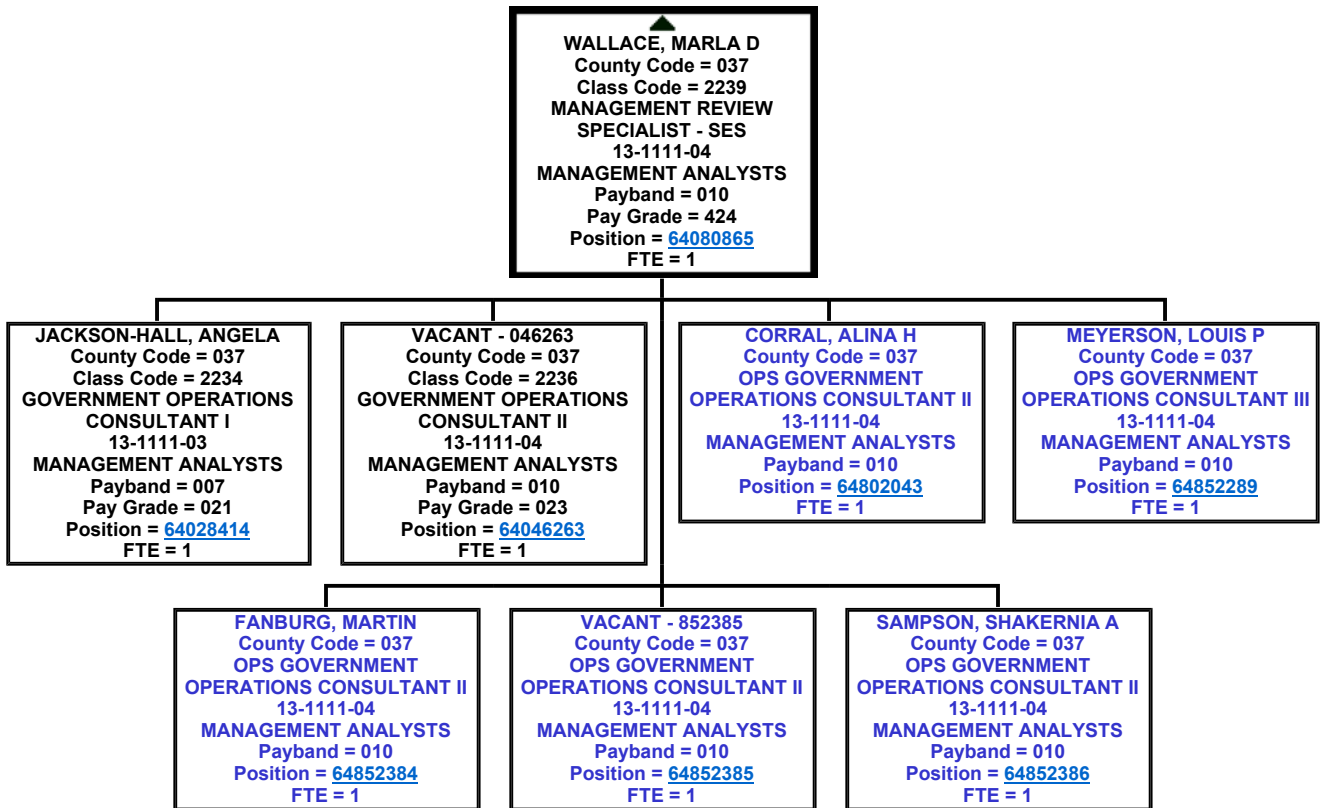 WALLACE, MARLA D
County Code = 037
Class Code = 2239
MANAGEMENT REVIEW
SPECIALIST - SES
13-1111-04
MANAGEMENT ANALYSTS
Payband = 010
Pay Grade = 424
Position = 64080865
FTE = 1
JACKSON-HALL, ANGELA
County Code = 037
Class Code = 2234
GOVERNMENT OPERATIONS
CONSULTANT I
13-1111-03
MANAGEMENT ANALYSTS
Payband = 007
Pay Grade = 021
Position = 64028414
FTE = 1
VACANT - 046263
County Code = 037
Class Code = 2236
GOVERNMENT OPERATIONS
CONSULTANT II
13-1111-04
MANAGEMENT ANALYSTS
Payband = 010
Pay Grade = 023
Position = 64046263
FTE = 1
CORRAL, ALINA H
County Code = 037
OPS GOVERNMENT
OPERATIONS CONSULTANT II
13-1111-04
MANAGEMENT ANALYSTS
Payband = 010
Position = 64802043
FTE = 1
MEYERSON, LOUIS P
County Code = 037
OPS GOVERNMENT
OPERATIONS CONSULTANT III
13-1111-04
MANAGEMENT ANALYSTS
Payband = 010
Position = 64852289
FTE = 1
FANBURG, MARTIN
County Code = 037
OPS GOVERNMENT
OPERATIONS CONSULTANT II
13-1111-04
MANAGEMENT ANALYSTS
Payband = 010
Position = 64852384
FTE = 1
VACANT - 852385
County Code = 037
OPS GOVERNMENT
OPERATIONS CONSULTANT II
13-1111-04
MANAGEMENT ANALYSTS
Payband = 010
Position = 64852385
FTE = 1
SAMPSON, SHAKERNIA A
County Code = 037
OPS GOVERNMENT
OPERATIONS CONSULTANT II
13-1111-04
MANAGEMENT ANALYSTS
Payband = 010
Position = 64852386
FTE = 1